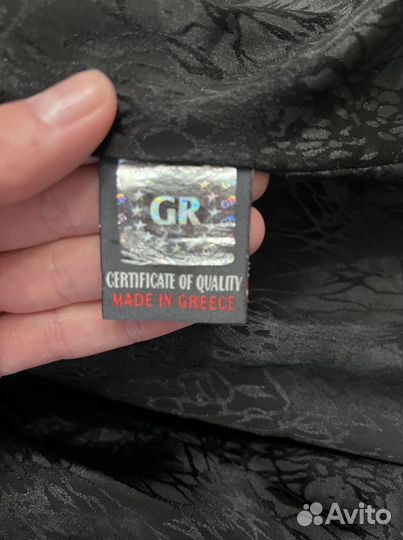 GR
CERTIFICATE OF QUALITY
MADE IN GREECE
Avito